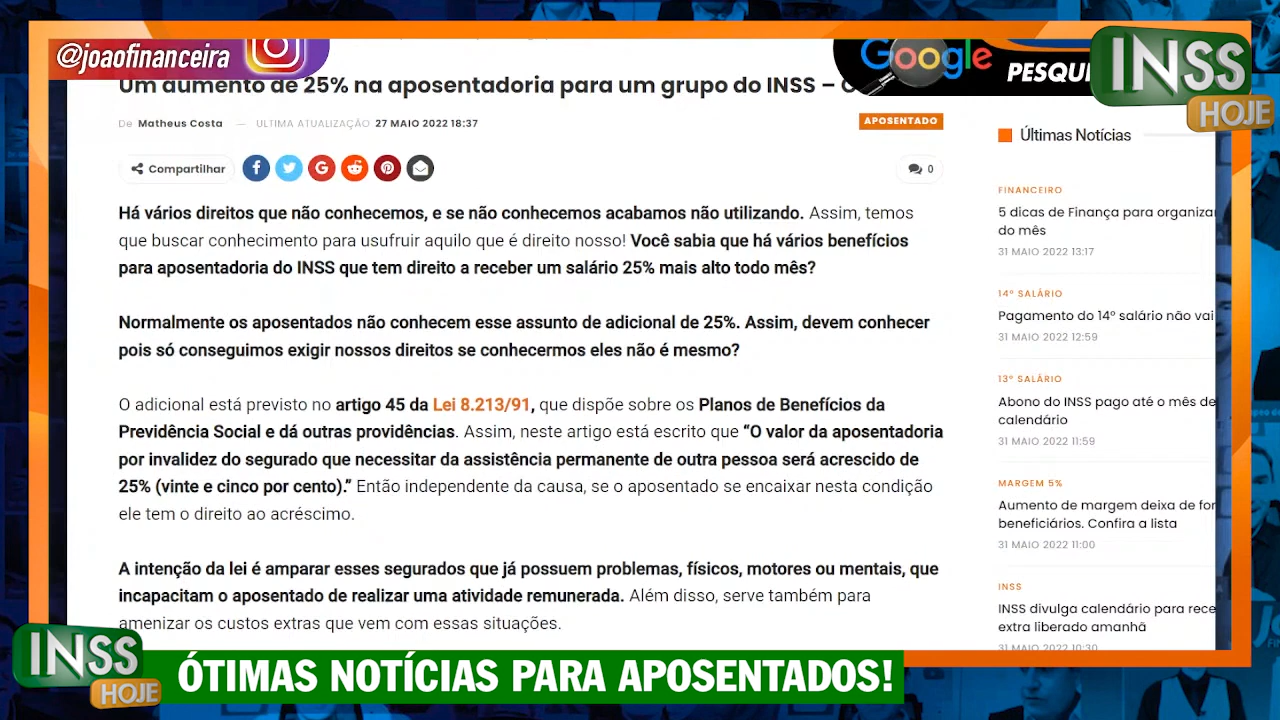 @joaofinanceira
Google
PESQUI
INSS
HOJE
Um aumento de 25% na aposentadoria para um grupo do INSS –
De Matheus Costa — ULTIMA ATUALIZAÇÃO 27 MAIO 2022 18:37
APOSENTADO
Compartilhar
0
Há vários direitos que não conhecemos, e se não conhecemos acabamos não utilizando. Assim, temos
que buscar conhecimento para usufruir aquilo que é direito nosso! Você sabia que há vários benefícios
para aposentadoria do INSS que tem direito a receber um salário 25% mais alto todo mês?
Normalmente os aposentados não conhecem esse assunto de adicional de 25%. Assim, devem conhecer
pois só conseguimos exigir nossos direitos se conhecermos eles não é mesmo?
O adicional está previsto no artigo 45 da Lei 8.213/91, que dispõe sobre os Planos de Benefícios da
Previdência Social e dá outras providências. Assim, neste artigo está escrito que “O valor da aposentadoria
por invalidez do segurado que necessitar da assistência permanente de outra pessoa será acrescido de
25% (vinte e cinco por cento).” Então independente da causa, se o aposentado se encaixar nesta condição
ele tem o direito ao acréscimo.
A intenção da lei é amparar esses segurados que já possuem problemas, físicos, motores ou mentais, que
incapacitam o aposentado de realizar uma atividade remunerada. Além disso, serve também para
amenizar os custos extras que vem com essas situações.
Últimas Notícias
FINANCEIRO
5 dicas de Finança para organizar
do mês
31 MAIO 2022 13:17
14º SALÁRIO
Pagamento do 14º salário não vai
31 MAIO 2022 12:59
13º SALÁRIO
Abono do INSS pago até o mês de
calendário
31 MAIO 2022 11:59
MARGEM 5%
Aumento de margem deixa de for
beneficiários. Confira a lista
31 MAIO 2022 11:00
INSS
INSS divulga calendário para rece
extra liberado amanhã
31 MAIO 2022 10:30
INSS
HOJE
ÓTIMAS NOTÍCIAS PARA APOSENTADOS!